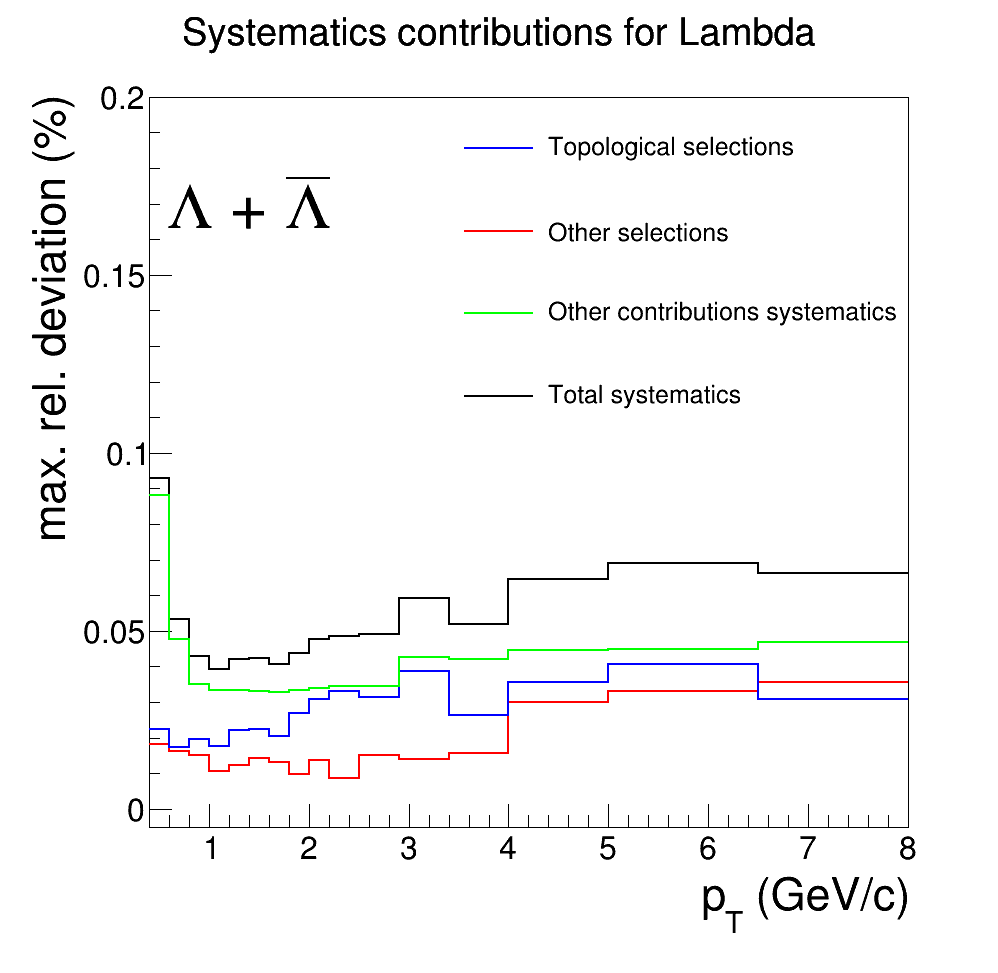 Systematics contributions for Lambda
max. rel. deviation (%)
0.2
0.15
0.1
0.05
0
Λ + Λ̅
Topological selections
Other selections
Other contributions systematics
Total systematics
1 2 3 4 5 6 7 8
p_T (GeV/c)